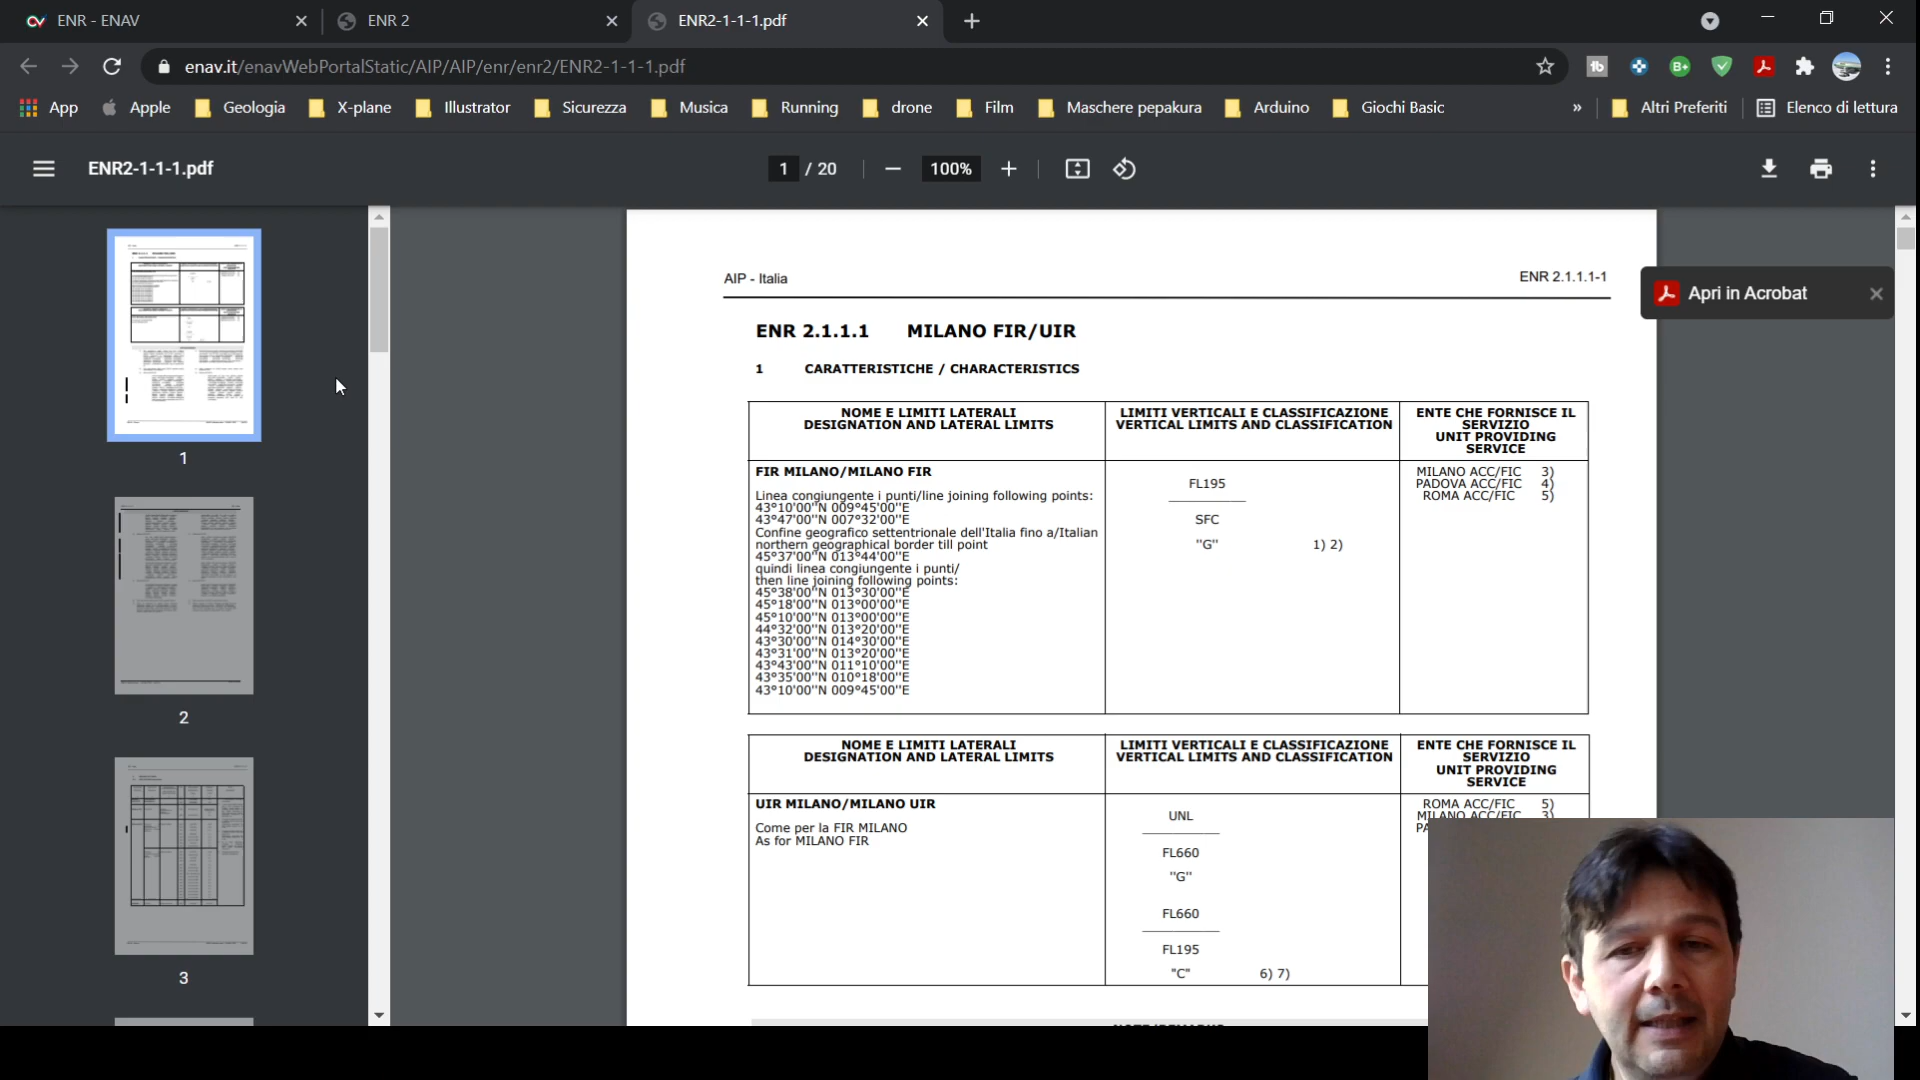 ENR - ENAV
ENR 2
ENR2-1-1-1.pdf
enav.it/enavWebPortalStatic/AIP/AIP/enr/enr2/ENR2-1-1-1.pdf
App Apple Geologia X-plane Illustrator Sicurezza Musica Running drone Film Maschere pepakura Arduino Giochi Basic » Altri Preferiti Elenco di lettura
ENR2-1-1-1.pdf
1 / 20
100%
1
2
3
Apri in Acrobat
AIP - Italia
ENR 2.1.1.1-1
ENR 2.1.1.1 MILANO FIR/UIR
1 CARATTERISTICHE / CHARACTERISTICS
NOME E LIMITI LATERALI
DESIGNATION AND LATERAL LIMITS
LIMITI VERTICALI E CLASSIFICAZIONE
VERTICAL LIMITS AND CLASSIFICATION
ENTE CHE FORNISCE IL
SERVIZIO
UNIT PROVIDING
SERVICE
FIR MILANO/MILANO FIR
Linea congiungente i punti/line joining following points:
43°10'00''N 009°45'00''E
43°47'00''N 007°32'00''E
Confine geografico settentrionale dell'Italia fino a/Italian
northern geographical border till point
45°37'00''N 013°44'00''E
quindi linea congiungente i punti/
then line joining following points:
45°38'00''N 013°30'00''E
45°18'00''N 013°00'00''E
45°10'00''N 013°00'00''E
44°32'00''N 013°20'00''E
43°30'00''N 014°30'00''E
43°31'00''N 013°20'00''E
43°43'00''N 011°10'00''E
43°35'00''N 010°18'00''E
43°10'00''N 009°45'00''E
FL195
SFC
''G'' 1) 2)
MILANO ACC/FIC 3)
PADOVA ACC/FIC 4)
ROMA ACC/FIC 5)
NOME E LIMITI LATERALI
DESIGNATION AND LATERAL LIMITS
LIMITI VERTICALI E CLASSIFICAZIONE
VERTICAL LIMITS AND CLASSIFICATION
ENTE CHE FORNISCE IL
SERVIZIO
UNIT PROVIDING
SERVICE
UIR MILANO/MILANO UIR
Come per la FIR MILANO
As for MILANO FIR
UNL
FL660
''G''
FL660
FL195
"C" 6) 7)
ROMA ACC/FIC 5)
MILANO ACC/FIC 3)
PA